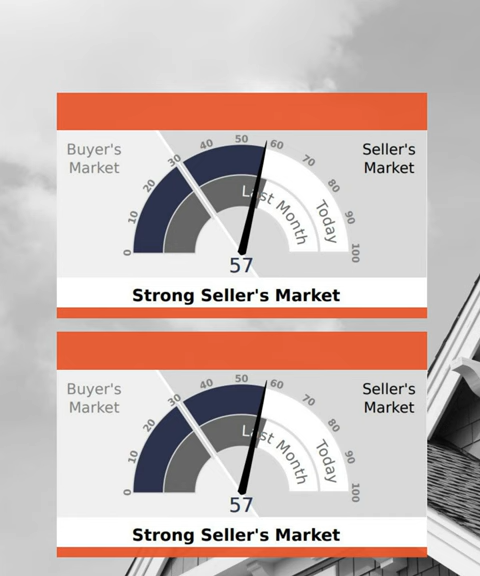 Buyer's
Market
Seller's
Market
0
10
20
30
40
50
60
70
80
90
100
Last Month
Today
57
Strong Seller's Market
Buyer's
Market
Seller's
Market
0
10
20
30
40
50
60
70
80
90
100
Last Month
Today
57
Strong Seller's Market